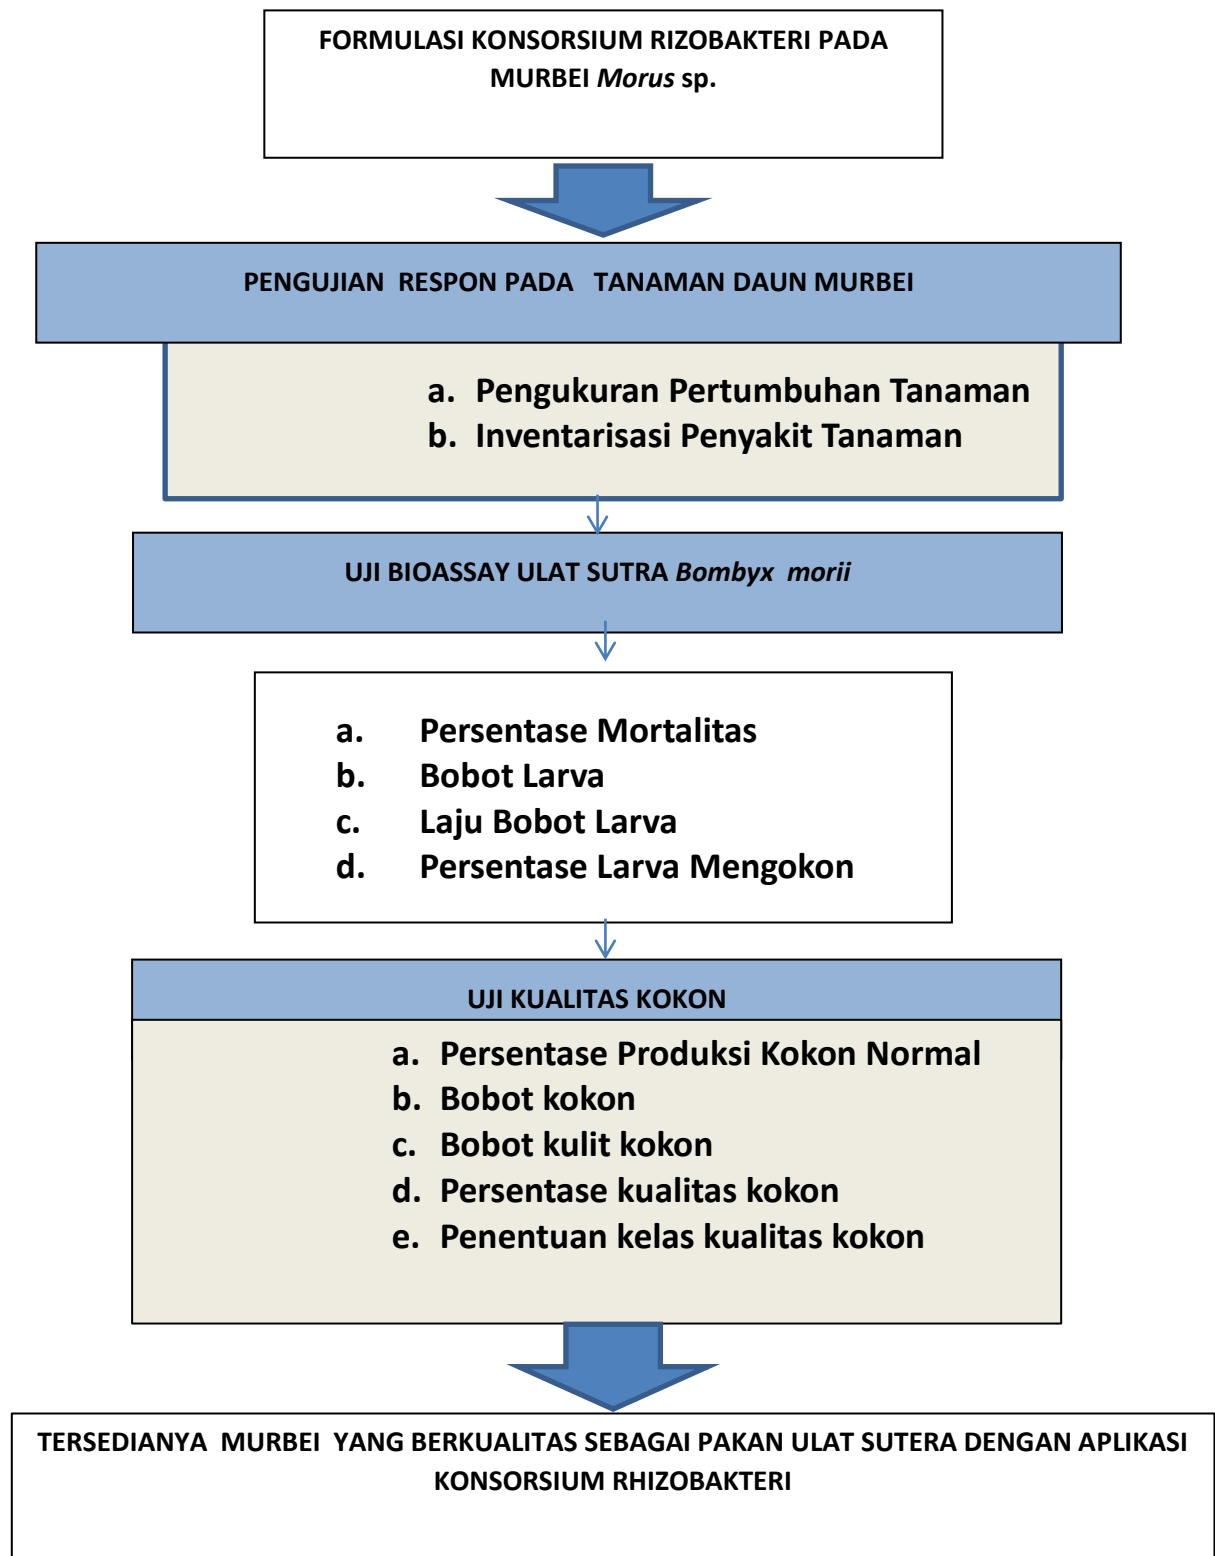 FORMULASI KONSORSIUM RIZOBAKTERI PADA
MURBEI Morus sp.
PENGUJIAN RESPON PADA TANAMAN DAUN MURBEI
a. Pengukuran Pertumbuhan Tanaman
b. Inventarisasi Penyakit Tanaman
UJI BIOASSAY ULAT SUTRA Bombyx morii
a. Persentase Mortalitas
b. Bobot Larva
c. Laju Bobot Larva
d. Persentase Larva Mengokon
UJI KUALITAS KOKON
a. Persentase Produksi Kokon Normal
b. Bobot kokon
c. Bobot kulit kokon
d. Persentase kualitas kokon
e. Penentuan kelas kualitas kokon
TERSEDIANYA MURBEI YANG BERKUALITAS SEBAGAI PAKAN ULAT SUTERA DENGAN APLIKASI
KONSORSIUM RHIZOBAKTERI